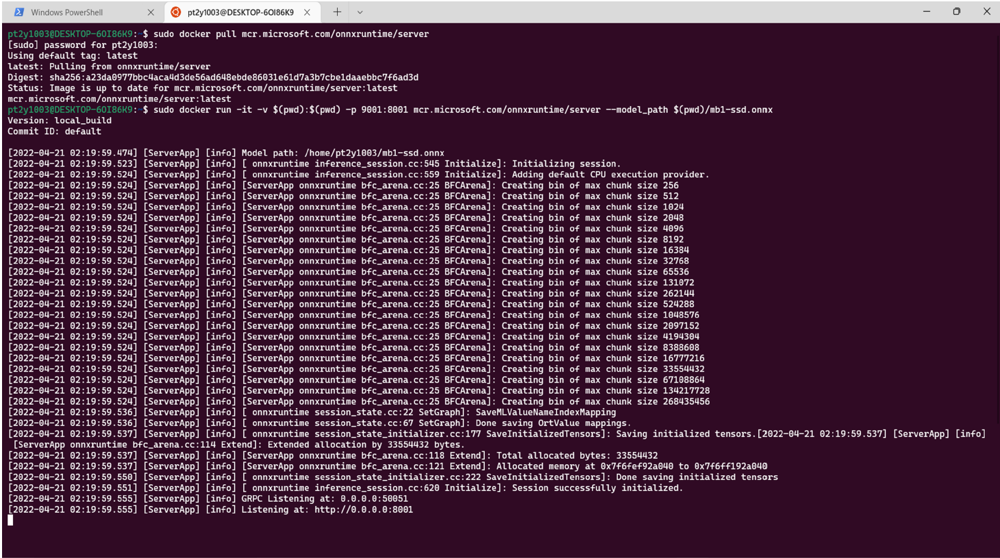 Windows PowerShell
pt2y1003@DESKTOP-6OI86K9
pt2y1003@DESKTOP-6OI86K9:~$ sudo docker pull mcr.microsoft.com/onnxruntime/server
[sudo] password for pt2y1003:
Using default tag: latest
latest: Pulling from onnxruntime/server
Digest: sha256:a23da0977bbc4aca4d3de56ad648ebde86031e61d7a3b7cbe1daaebbc7f6ad3d
Status: Image is up to date for mcr.microsoft.com/onnxruntime/server:latest
mcr.microsoft.com/onnxruntime/server:latest
pt2y1003@DESKTOP-6OI86K9:~$ sudo docker run -it -v $(pwd):$(pwd) -p 9001:8001 mcr.microsoft.com/onnxruntime/server --model_path $(pwd)/mb1-ssd.onnx
Version: local_build
Commit ID: default
[2022-04-21 02:19:59.474] [ServerApp] [info] Model path: /home/pt2y1003/mb1-ssd.onnx
[2022-04-21 02:19:59.523] [ServerApp] [info] [ onnxruntime inference_session.cc:545 Initialize]: Initializing session.
[2022-04-21 02:19:59.524] [ServerApp] [info] [ onnxruntime inference_session.cc:559 Initialize]: Adding default CPU execution provider.
[2022-04-21 02:19:59.524] [ServerApp] [info] [ServerApp onnxruntime bfc_arena.cc:25 BFCArena]: Creating bin of max chunk size 256
[2022-04-21 02:19:59.524] [ServerApp] [info] [ServerApp onnxruntime bfc_arena.cc:25 BFCArena]: Creating bin of max chunk size 512
[2022-04-21 02:19:59.524] [ServerApp] [info] [ServerApp onnxruntime bfc_arena.cc:25 BFCArena]: Creating bin of max chunk size 1024
[2022-04-21 02:19:59.524] [ServerApp] [info] [ServerApp onnxruntime bfc_arena.cc:25 BFCArena]: Creating bin of max chunk size 2048
[2022-04-21 02:19:59.524] [ServerApp] [info] [ServerApp onnxruntime bfc_arena.cc:25 BFCArena]: Creating bin of max chunk size 4096
[2022-04-21 02:19:59.524] [ServerApp] [info] [ServerApp onnxruntime bfc_arena.cc:25 BFCArena]: Creating bin of max chunk size 8192
[2022-04-21 02:19:59.524] [ServerApp] [info] [ServerApp onnxruntime bfc_arena.cc:25 BFCArena]: Creating bin of max chunk size 16384
[2022-04-21 02:19:59.524] [ServerApp] [info] [ServerApp onnxruntime bfc_arena.cc:25 BFCArena]: Creating bin of max chunk size 32768
[2022-04-21 02:19:59.524] [ServerApp] [info] [ServerApp onnxruntime bfc_arena.cc:25 BFCArena]: Creating bin of max chunk size 65536
[2022-04-21 02:19:59.524] [ServerApp] [info] [ServerApp onnxruntime bfc_arena.cc:25 BFCArena]: Creating bin of max chunk size 131072
[2022-04-21 02:19:59.524] [ServerApp] [info] [ServerApp onnxruntime bfc_arena.cc:25 BFCArena]: Creating bin of max chunk size 262144
[2022-04-21 02:19:59.524] [ServerApp] [info] [ServerApp onnxruntime bfc_arena.cc:25 BFCArena]: Creating bin of max chunk size 524288
[2022-04-21 02:19:59.524] [ServerApp] [info] [ServerApp onnxruntime bfc_arena.cc:25 BFCArena]: Creating bin of max chunk size 1048576
[2022-04-21 02:19:59.524] [ServerApp] [info] [ServerApp onnxruntime bfc_arena.cc:25 BFCArena]: Creating bin of max chunk size 2097152
[2022-04-21 02:19:59.524] [ServerApp] [info] [ServerApp onnxruntime bfc_arena.cc:25 BFCArena]: Creating bin of max chunk size 4194304
[2022-04-21 02:19:59.524] [ServerApp] [info] [ServerApp onnxruntime bfc_arena.cc:25 BFCArena]: Creating bin of max chunk size 8388608
[2022-04-21 02:19:59.524] [ServerApp] [info] [ServerApp onnxruntime bfc_arena.cc:25 BFCArena]: Creating bin of max chunk size 16777216
[2022-04-21 02:19:59.524] [ServerApp] [info] [ServerApp onnxruntime bfc_arena.cc:25 BFCArena]: Creating bin of max chunk size 33554432
[2022-04-21 02:19:59.524] [ServerApp] [info] [ServerApp onnxruntime bfc_arena.cc:25 BFCArena]: Creating bin of max chunk size 67108864
[2022-04-21 02:19:59.524] [ServerApp] [info] [ServerApp onnxruntime bfc_arena.cc:25 BFCArena]: Creating bin of max chunk size 134217728
[2022-04-21 02:19:59.524] [ServerApp] [info] [ServerApp onnxruntime bfc_arena.cc:25 BFCArena]: Creating bin of max chunk size 268435456
[2022-04-21 02:19:59.536] [ServerApp] [info] [ onnxruntime session_state.cc:22 SetGraph]: SaveMLValueNameIndexMapping
[2022-04-21 02:19:59.536] [ServerApp] [info] [ onnxruntime session_state.cc:67 SetGraph]: Done saving OrtValue mappings.
[2022-04-21 02:19:59.537] [ServerApp] [info] [ onnxruntime session_state_initializer.cc:177 SaveInitializedTensors]: Saving initialized tensors.[2022-04-21 02:19:59.537] [ServerApp] [info]
[ServerApp onnxruntime bfc_arena.cc:114 Extend]: Extended allocation by 33554432 bytes.
[2022-04-21 02:19:59.537] [ServerApp] [info] [ServerApp onnxruntime bfc_arena.cc:118 Extend]: Total allocated bytes: 33554432
[2022-04-21 02:19:59.537] [ServerApp] [info] [ServerApp onnxruntime bfc_arena.cc:121 Extend]: Allocated memory at 0x7f6fef92a040 to 0x7f6ff192a040
[2022-04-21 02:19:59.550] [ServerApp] [info] [ onnxruntime session_state_initializer.cc:222 SaveInitializedTensors]: Done saving initialized tensors
[2022-04-21 02:19:59.551] [ServerApp] [info] [ onnxruntime inference_session.cc:620 Initialize]: Session successfully initialized.
[2022-04-21 02:19:59.555] [ServerApp] [info] GRPC Listening at: 0.0.0.0:50051
[2022-04-21 02:19:59.555] [ServerApp] [info] Listening at: http://0.0.0.0:8001